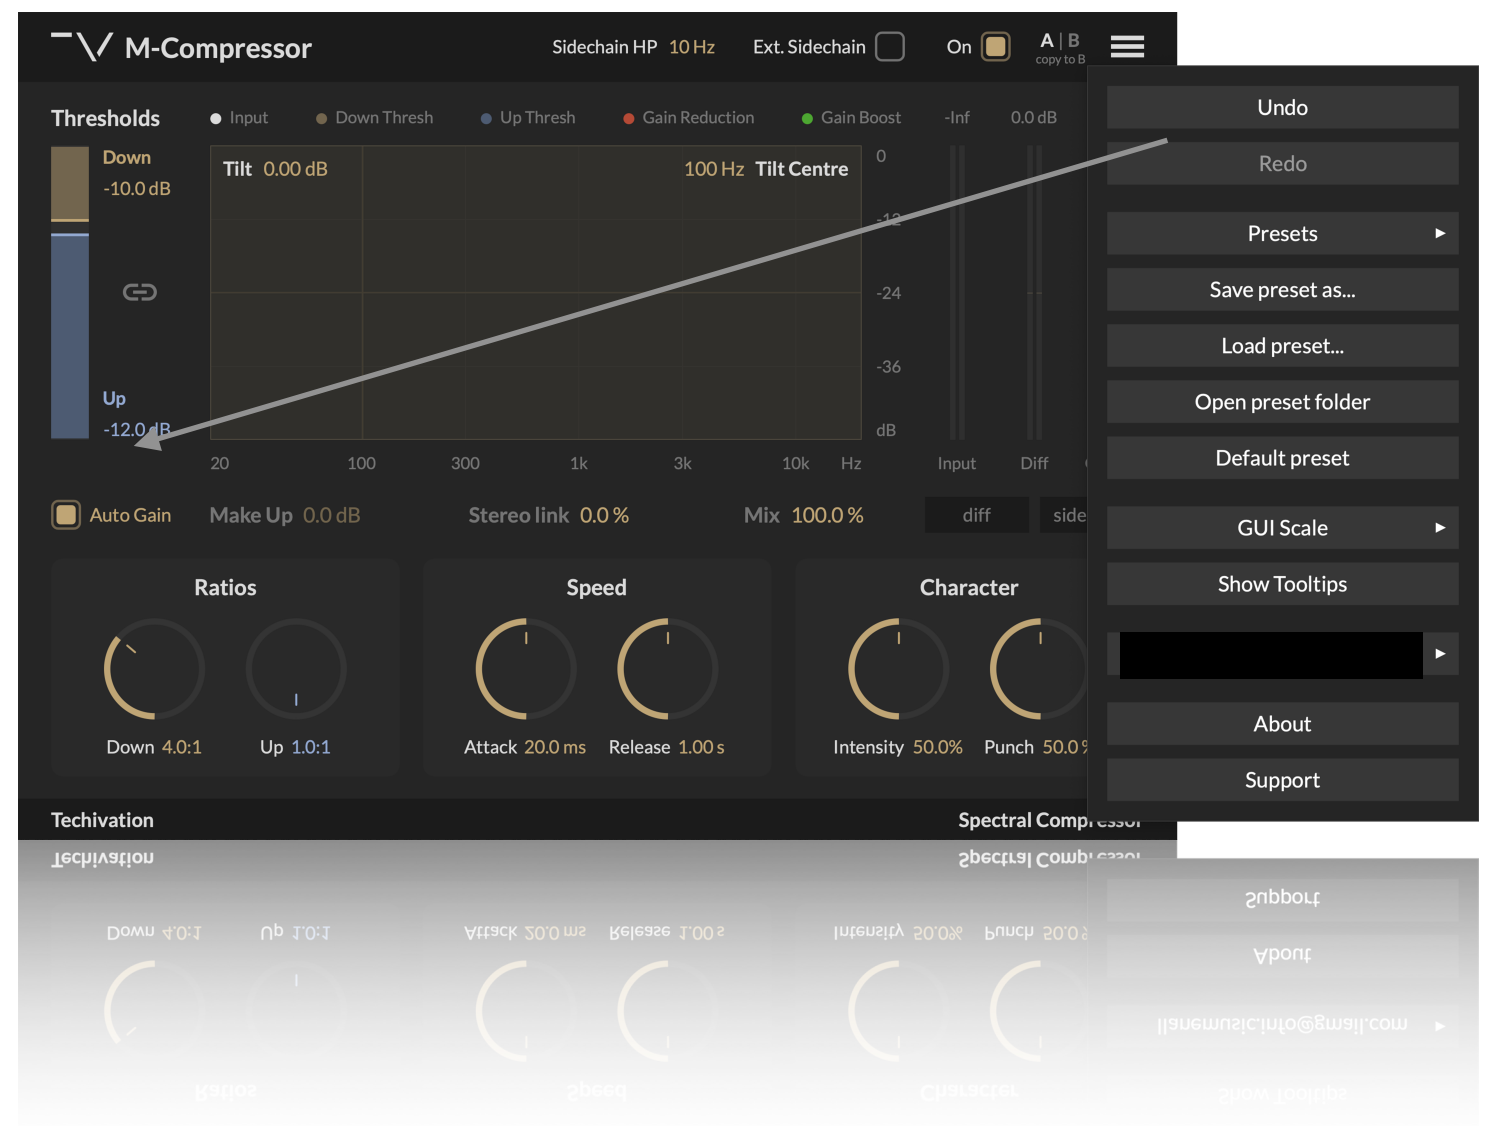 M-Compressor
Sidechain HP 10 Hz Ext. Sidechain On A | B
copy to B
Thresholds Input Down Thresh Up Thresh Gain Reduction Gain Boost -Inf 0.0 dB
Down
-10.0 dB
Tilt 0.00 dB 100 Hz Tilt Centre
0
-12
-24
-36
dB
Up
-12.0 dB
20 100 300 1k 3k 10k Hz Input Diff
Auto Gain Make Up 0.0 dB Stereo link 0.0 % Mix 100.0 % diff side
Ratios Speed Character
Down 4.0:1 Up 1.0:1 Attack 20.0 ms Release 1.00 s Intensity 50.0% Punch 50.0 %
Techivation Spectral Compressor
Undo
Redo
Presets
Save preset as...
Load preset...
Open preset folder
Default preset
GUI Scale
Show Tooltips
About
Support